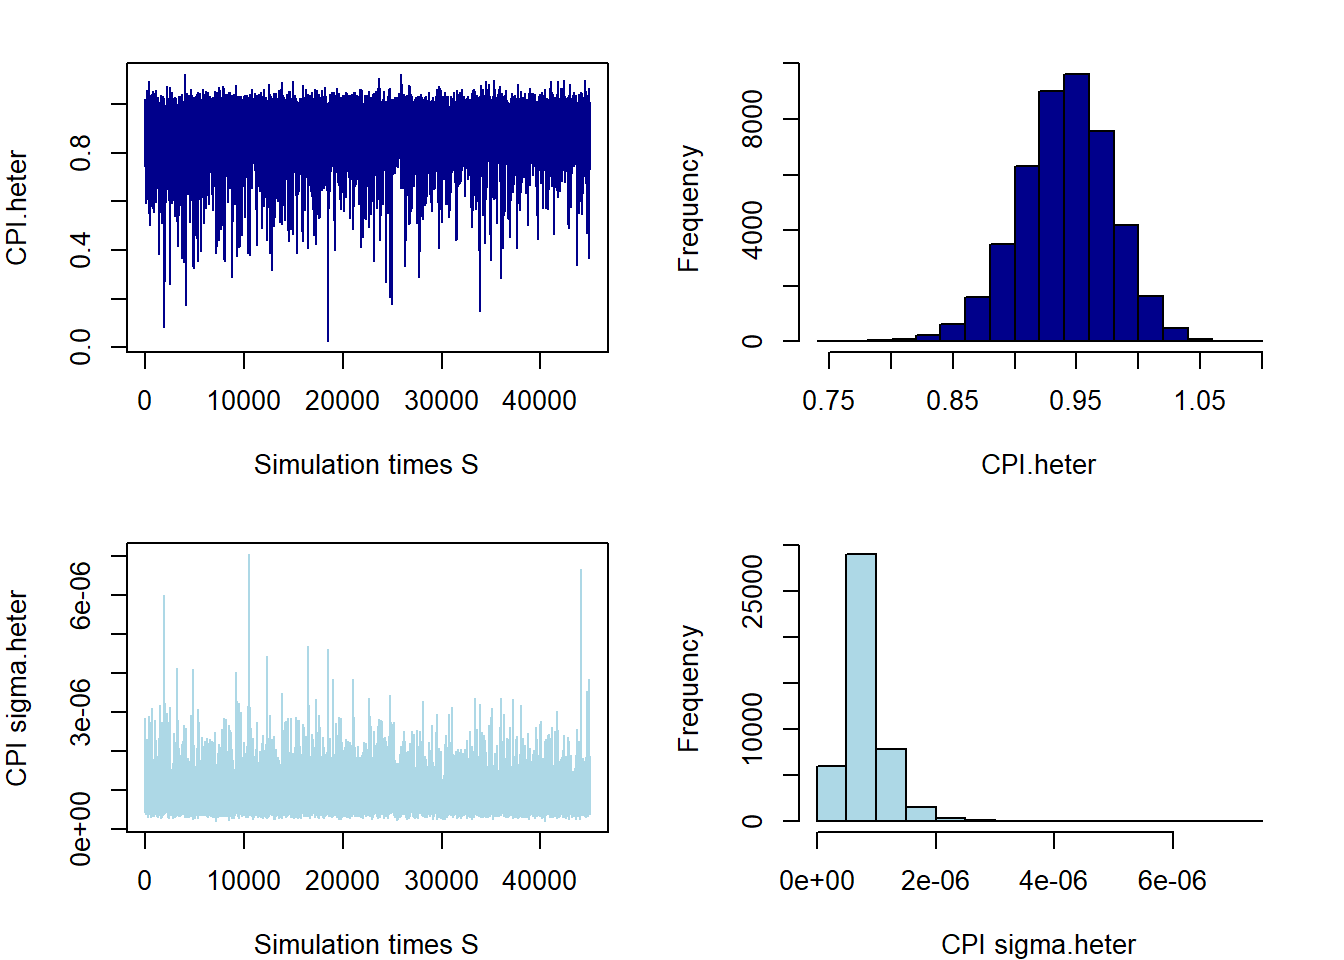 CPI.heter
0.0 0.4 0.8
0 10000 20000 30000 40000
Simulation times S
Frequency
0 4000 8000
0.75 0.85 0.95 1.05
CPI.heter
CPI sigma.heter
0e+00 3e-06 6e-06
0 10000 20000 30000 40000
Simulation times S
Frequency
0 10000 25000
0e+00 2e-06 4e-06 6e-06
CPI sigma.heter